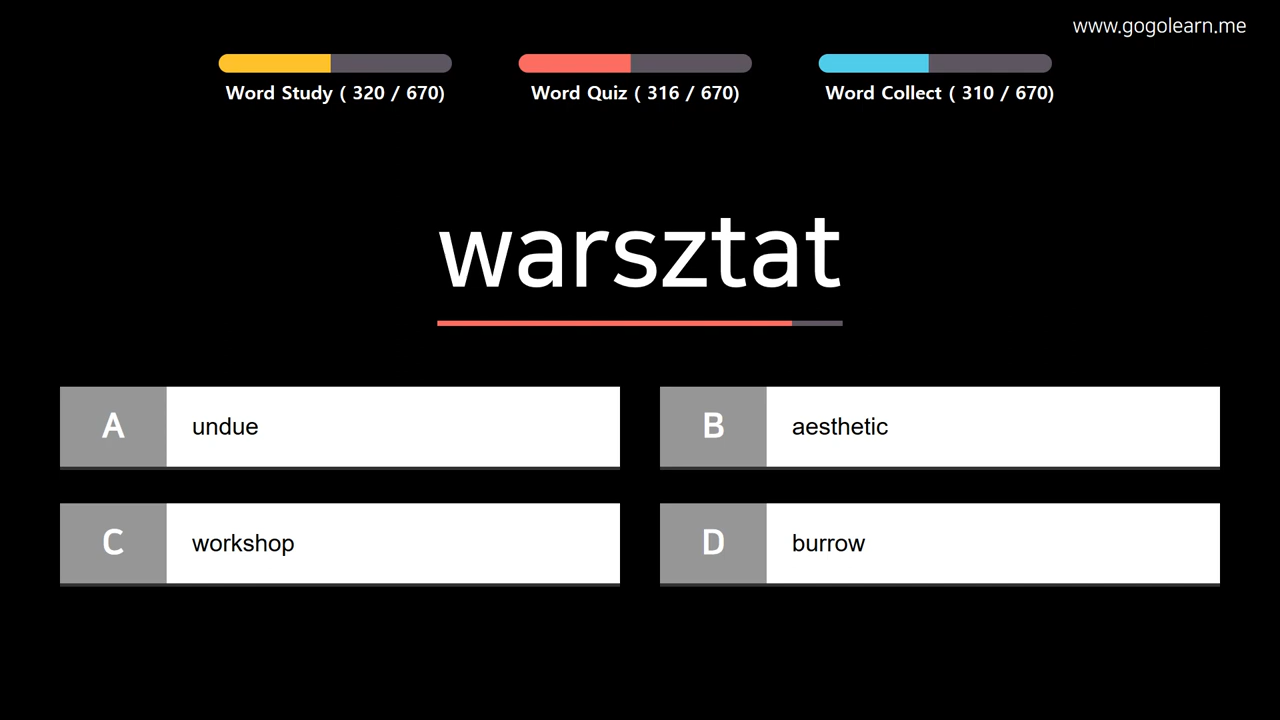 www.gogolearn.me
Word Study ( 320 / 670)
Word Quiz ( 316 / 670)
Word Collect ( 310 / 670)
warsztat
A undue
B aesthetic
C workshop
D burrow